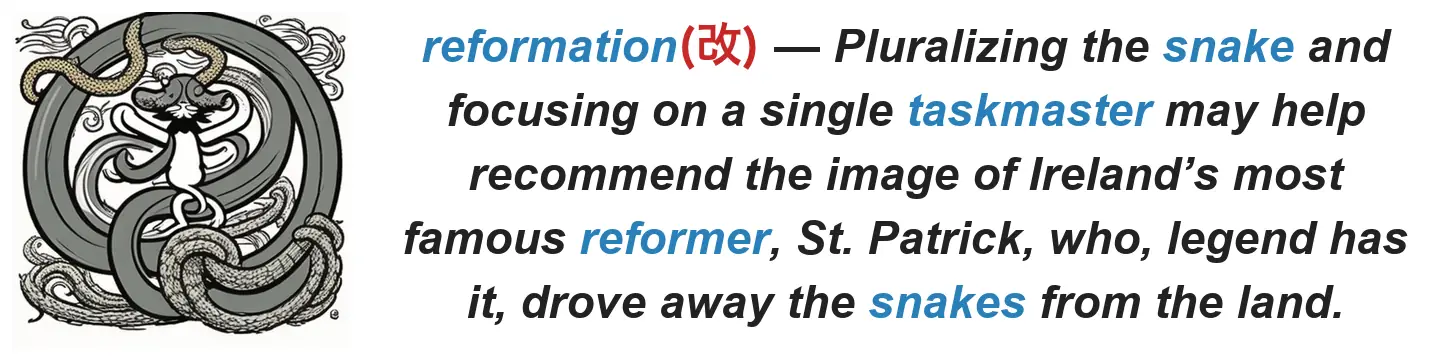 reformation(改) — Pluralizing the snake and
focusing on a single taskmaster may help
recommend the image of Ireland’s most
famous reformer, St. Patrick, who, legend has
it, drove away the snakes from the land.